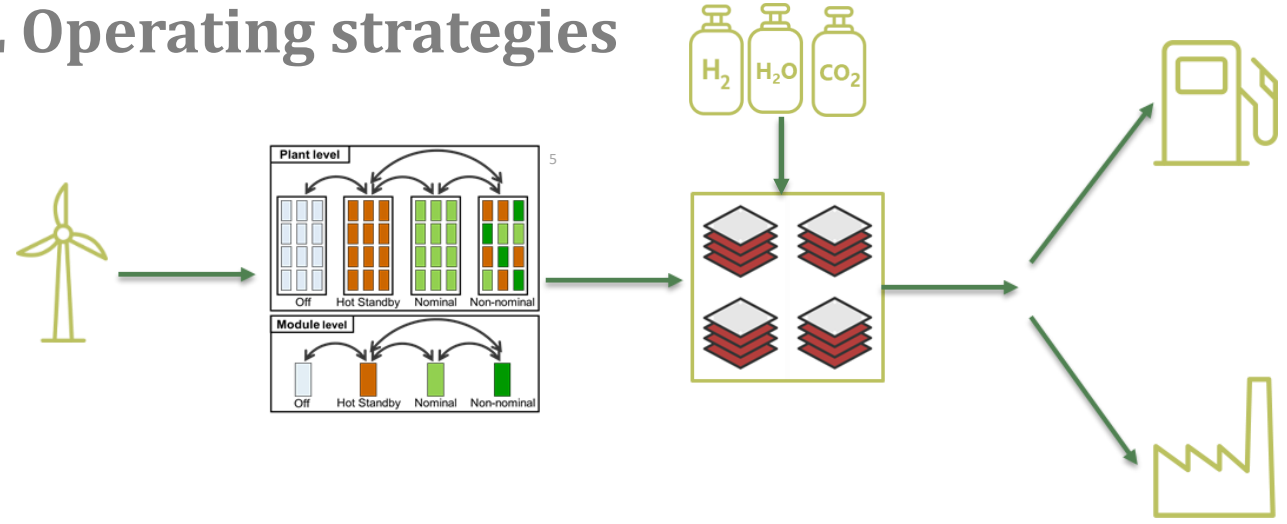 . Operating strategies
H2
H2O
CO2
Plant level
5
Off
Hot Standby
Nominal
Non-nominal
Module level
Off
Hot Standby
Nominal
Non-nominal